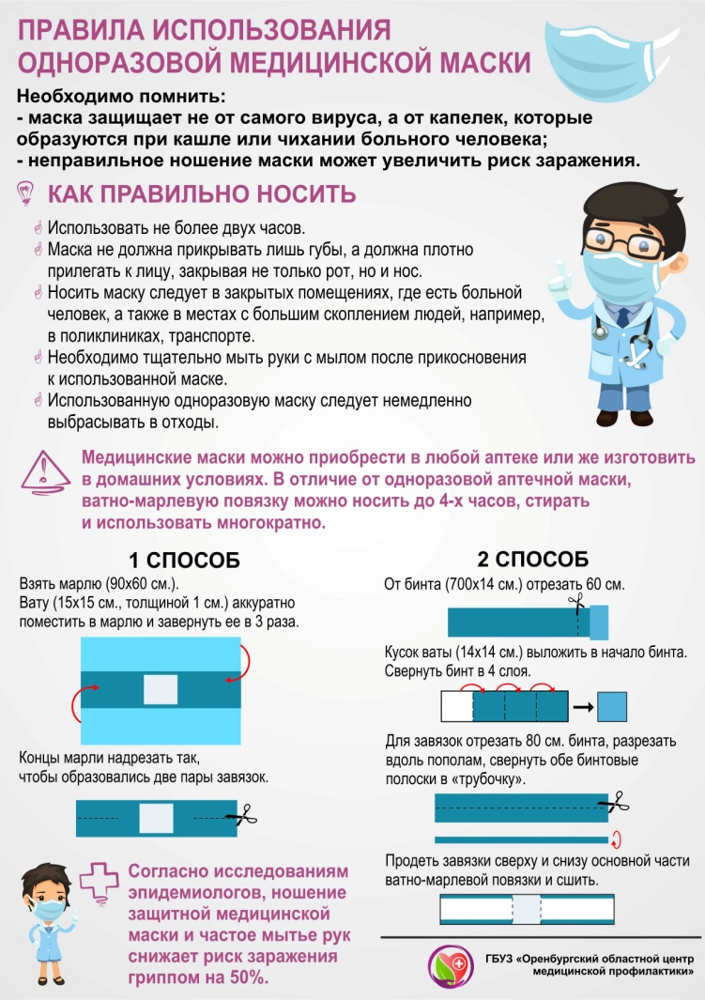 ПРАВИЛА ИСПОЛЬЗОВАНИЯ
ОДНОРАЗОВОЙ МЕДИЦИНСКОЙ МАСКИ
Необходимо помнить:
- маска защищает не от самого вируса, а от капелек, которые
образуются при кашле или чихании больного человека;
- неправильное ношение маски может увеличить риск заражения.
КАК ПРАВИЛЬНО НОСИТЬ
Использовать не более двух часов.
Маска не должна прикрывать лишь губы, а должна плотно
прилегать к лицу, закрывая не только рот, но и нос.
Носить маску следует в закрытых помещениях, где есть больной
человек, а также в местах с большим скоплением людей, например,
в поликлиниках, транспорте.
Необходимо тщательно мыть руки с мылом после прикосновения
к использованной маске.
Использованную одноразовую маску следует немедленно
выбрасывать в отходы.
Медицинские маски можно приобрести в любой аптеке или же изготовить
в домашних условиях. В отличие от одноразовой аптечной маски,
ватно-марлевую повязку можно носить до 4-х часов, стирать
и использовать многократно.
1 СПОСОБ
Взять марлю (90х60 см.).
Вату (15х15 см., толщиной 1 см.) аккуратно
поместить в марлю и завернуть ее в 3 раза.
Концы марли надрезать так,
чтобы образовались две пары завязок.
2 СПОСОБ
От бинта (700х14 см.) отрезать 60 см.
Кусок ваты (14х14 см.) выложить в начало бинта.
Свернуть бинт в 4 слоя.
Для завязок отрезать 80 см. бинта, разрезать
вдоль пополам, свернуть обе бинтовые
полоски в «трубочку».
Продеть завязки сверху и снизу основной части
ватно-марлевой повязки и сшить.
Согласно исследованиям
эпидемиологов, ношение
защитной медицинской
маски и частое мытье рук
снижает риск заражения
гриппом на 50%.
ГБУЗ «Оренбургский областной центр
медицинской профилактики»